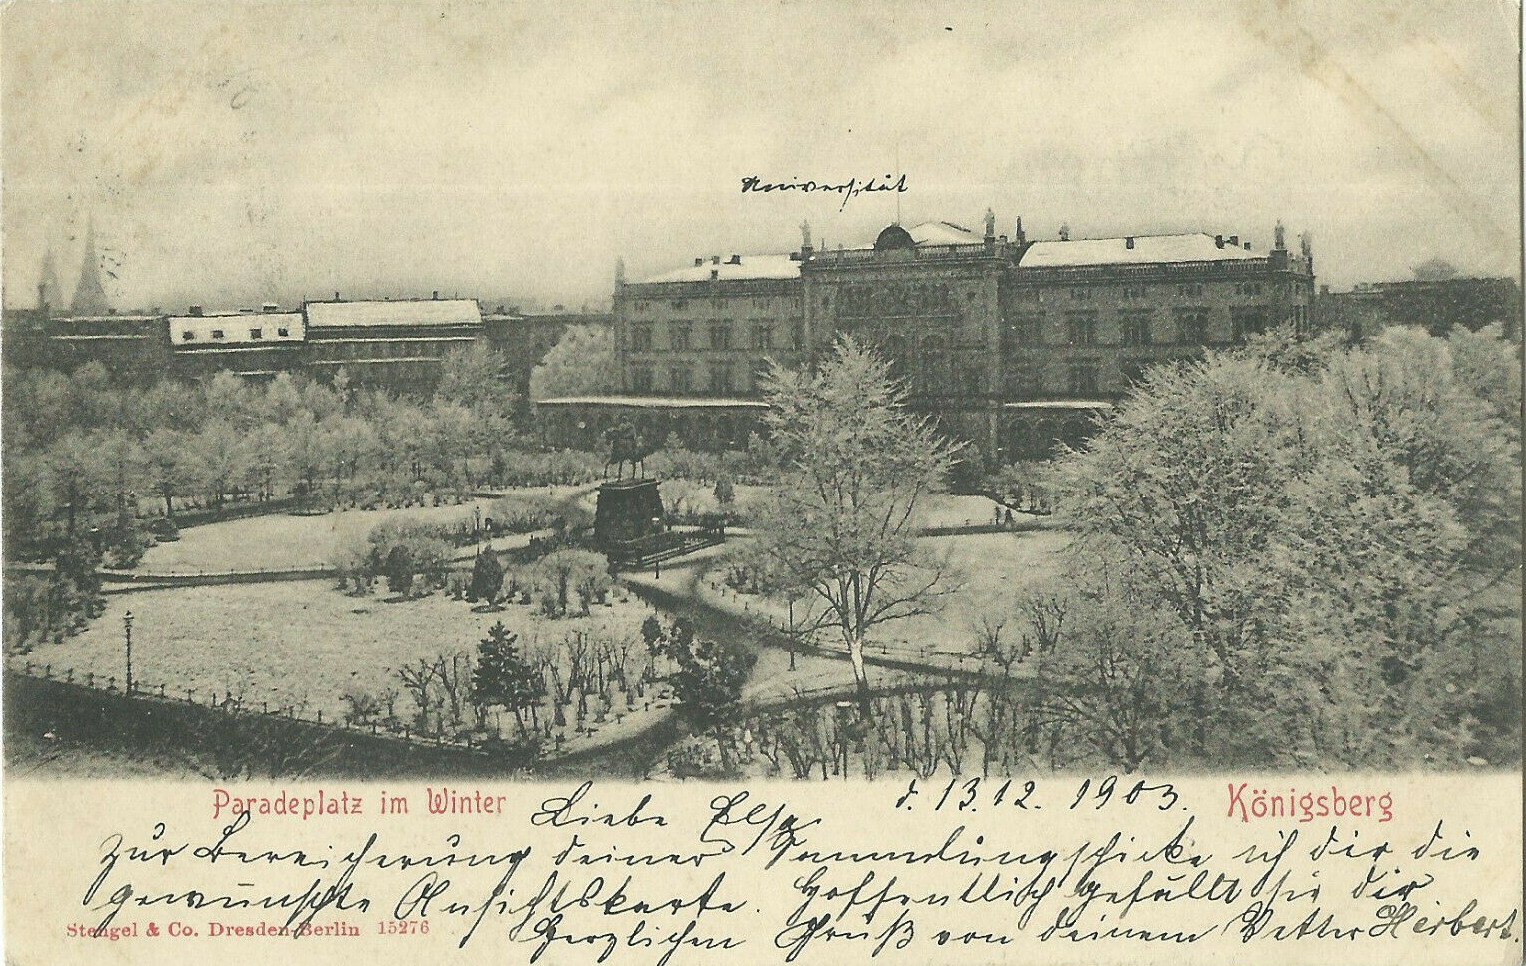 Universität
Paradeplatz im Winter
Liebe Elsa.
d. 13.12. 1903.
Königsberg
Zur Bereicherung deiner Sammlung schicke ich dir die
gewünschte Ansichtskarte. Hoffentlich gefällt sie dir
Stengel & Co. Dresden-Berlin 15276
Herzlichen Gruß von deinem Vetter Herbert.